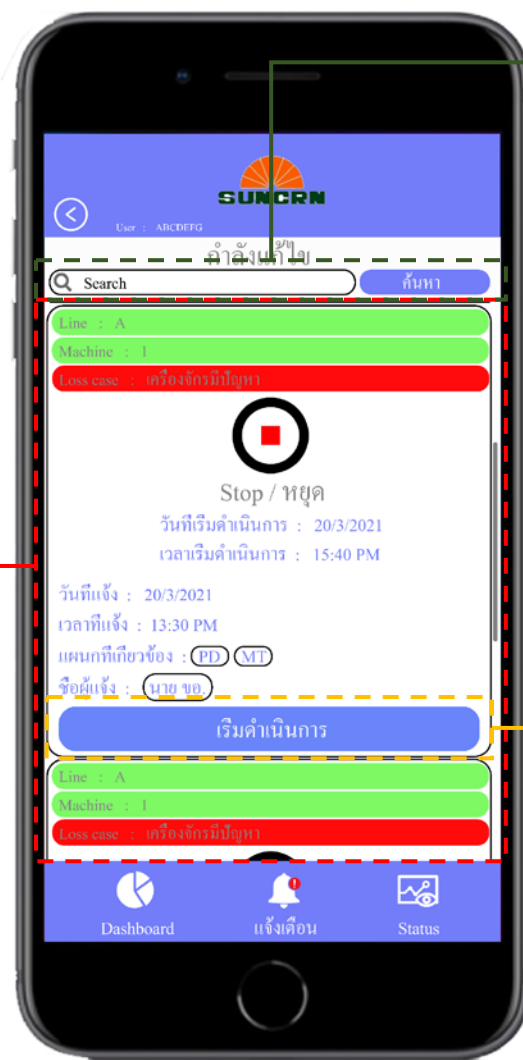 SUNCRN
User : ABCDEFG
กำลังแก้ไข
Search
ค้นหา
Line : A
Machine : 1
Loss case : เครื่องจักรมีปัญหา
Stop / หยุด
วันที่เริ่มดำเนินการ : 20/3/2021
เวลาเริ่มดำเนินการ : 15:40 PM
วันที่แจ้ง : 20/3/2021
เวลาที่แจ้ง : 13:30 PM
แผนกที่เกี่ยวข้อง : PD MT
ชื่อผู้แจ้ง : นาย ขอ.
เริ่มดำเนินการ
Line : A
Machine : 1
Loss case : เครื่องจักรมีปัญหา
Dashboard แจ้งเตือน Status